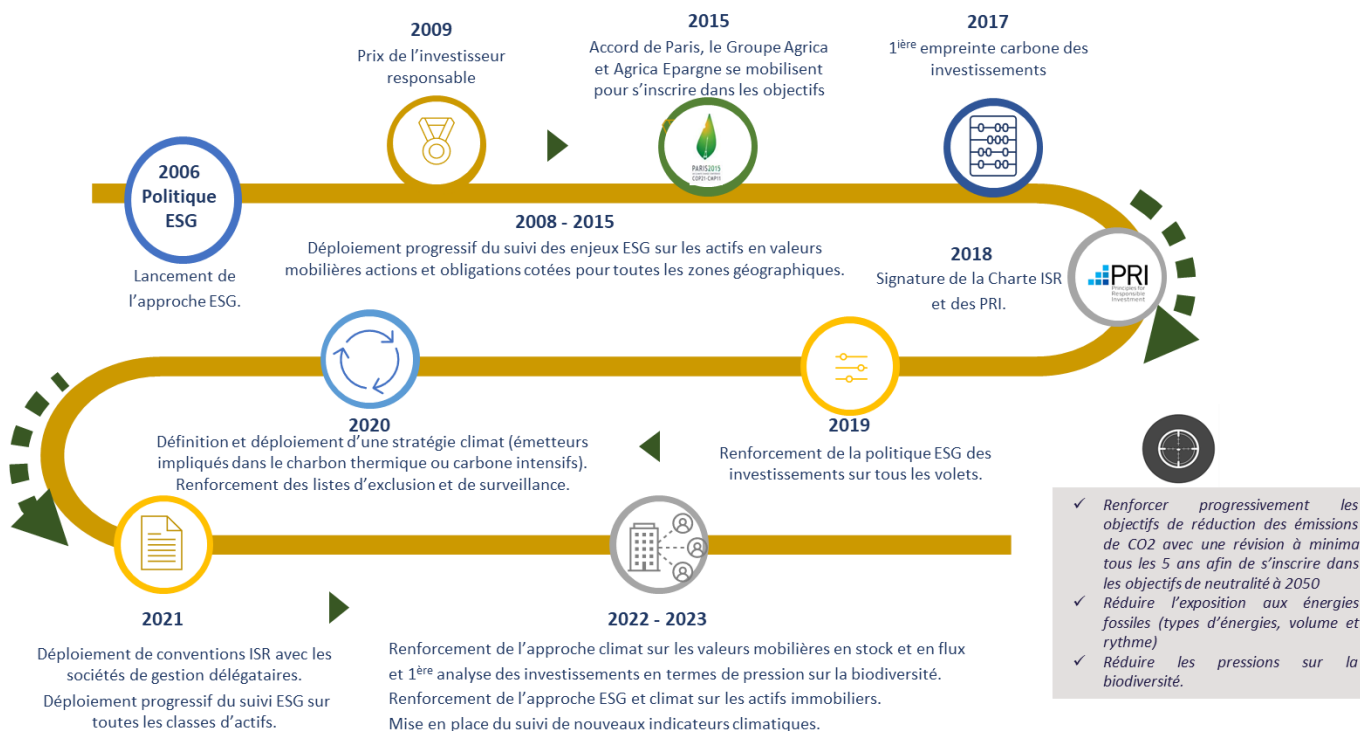 2009
Prix de l’investisseur
responsable
2015
Accord de Paris, le Groupe Agrica
et Agrica Epargne se mobilisent
pour s’inscrire dans les objectifs
2017
1ière empreinte carbone des
investissements
2006
Politique
ESG
Lancement de
l’approche ESG.
PARIS2015
COP21·CMP11
2008 - 2015
Déploiement progressif du suivi des enjeux ESG sur les actifs en valeurs
mobilières actions et obligations cotées pour toutes les zones géographiques.
2018
Signature de la Charte ISR
et des PRI.
PRI
Principles for
Responsible
Investment
2020
Définition et déploiement d’une stratégie climat (émetteurs
impliqués dans le charbon thermique ou carbone intensifs).
Renforcement des listes d’exclusion et de surveillance.
2019
Renforcement de la politique ESG des
investissements sur tous les volets.
2021
Déploiement de conventions ISR avec les
sociétés de gestion délégataires.
Déploiement progressif du suivi ESG sur
toutes les classes d’actifs.
2022 - 2023
Renforcement de l’approche climat sur les valeurs mobilières en stock et en flux
et 1ère analyse des investissements en termes de pression sur la biodiversité.
Renforcement de l’approche ESG et climat sur les actifs immobiliers.
Mise en place du suivi de nouveaux indicateurs climatiques.
✓ Renforcer progressivement les
objectifs de réduction des émissions
de CO2 avec une révision à minima
tous les 5 ans afin de s’inscrire dans
les objectifs de neutralité à 2050
✓ Réduire l’exposition aux énergies
fossiles (types d’énergies, volume et
rythme)
✓ Réduire les pressions sur la
biodiversité.